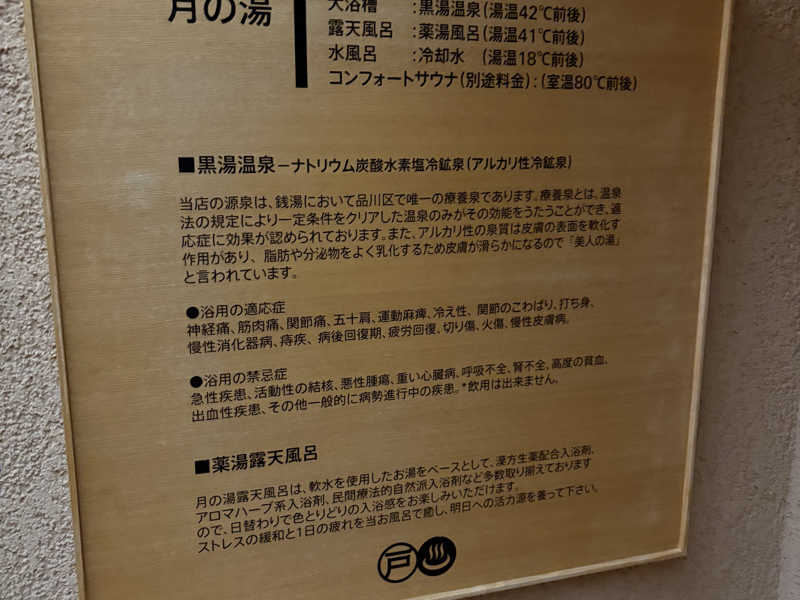 月の湯
大浴槽 :黒湯温泉(湯温42℃前後)
露天風呂 :薬湯風呂(湯温41℃前後)
水風呂 :冷却水 (湯温18℃前後)
コンフォートサウナ(別途料金):(室温80℃前後)
■黒湯温泉ーナトリウム炭酸水素塩冷鉱泉(アルカリ性冷鉱泉)
当店の源泉は、銭湯において品川区で唯一の療養泉であります。療養泉とは、温泉
法の規定により一定条件をクリアした温泉のみがその効能をうたうことができ、適
応症に効果が認められております。また、アルカリ性の泉質は皮膚の表面を軟化す
作用があり、脂肪や分泌物をよく乳化するため皮膚が滑らかになるので「美人の湯」
と言われています。
●浴用の適応症
神経痛、筋肉痛、関節痛、五十肩、運動麻痺、冷え性、関節のこわばり、打ち身、
慢性消化器病、痔疾、病後回復期、疲労回復、切り傷、火傷、慢性皮膚病。
●浴用の禁忌症
急性疾患、活動性の結核、悪性腫瘍、重い心臓病、呼吸不全、腎不全、高度の貧血、
出血性疾患、その他一般的に病勢進行中の疾患。*飲用は出来ません。
■薬湯露天風呂
月の湯露天風呂は、軟水を使用したお湯をベースとして、漢方生薬配合入浴剤、
アロマハーブ系入浴剤、民間療法的自然派入浴剤など多数取り揃えております
ので、日替わりで色とりどりの入浴感をお楽しみいただけます。
ストレスの緩和と1日の疲れを当お風呂で癒し、明日への活力源を養って下さい。
戸